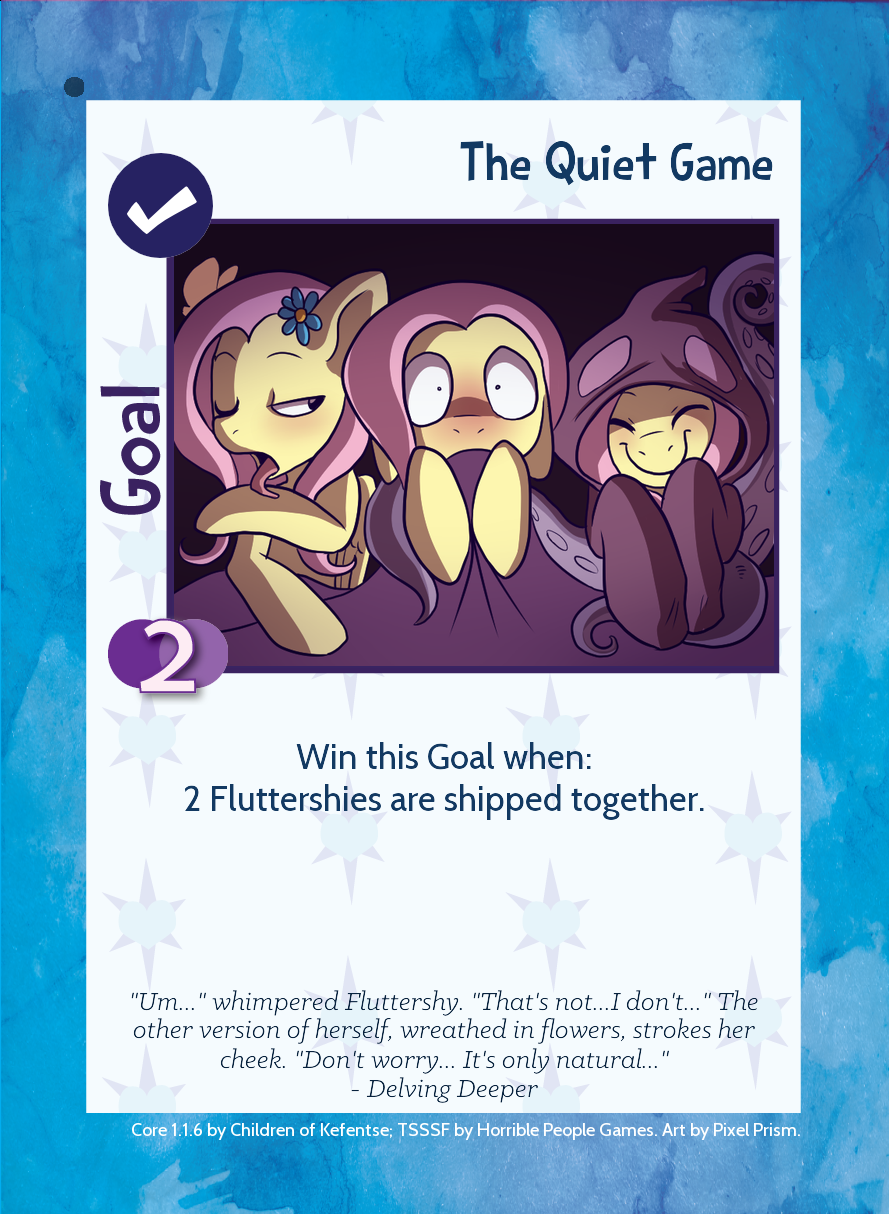 The Quiet Game
Goal
2
Win this Goal when:
2 Fluttershies are shipped together.
"Um..." whimpered Fluttershy. "That's not...I don't..." The
other version of herself, wreathed in flowers, strokes her
cheek. "Don't worry... It's only natural..."
- Delving Deeper
Core 1.1.6 by Children of Kefentse; TSSSF by Horrible People Games. Art by Pixel Prism.